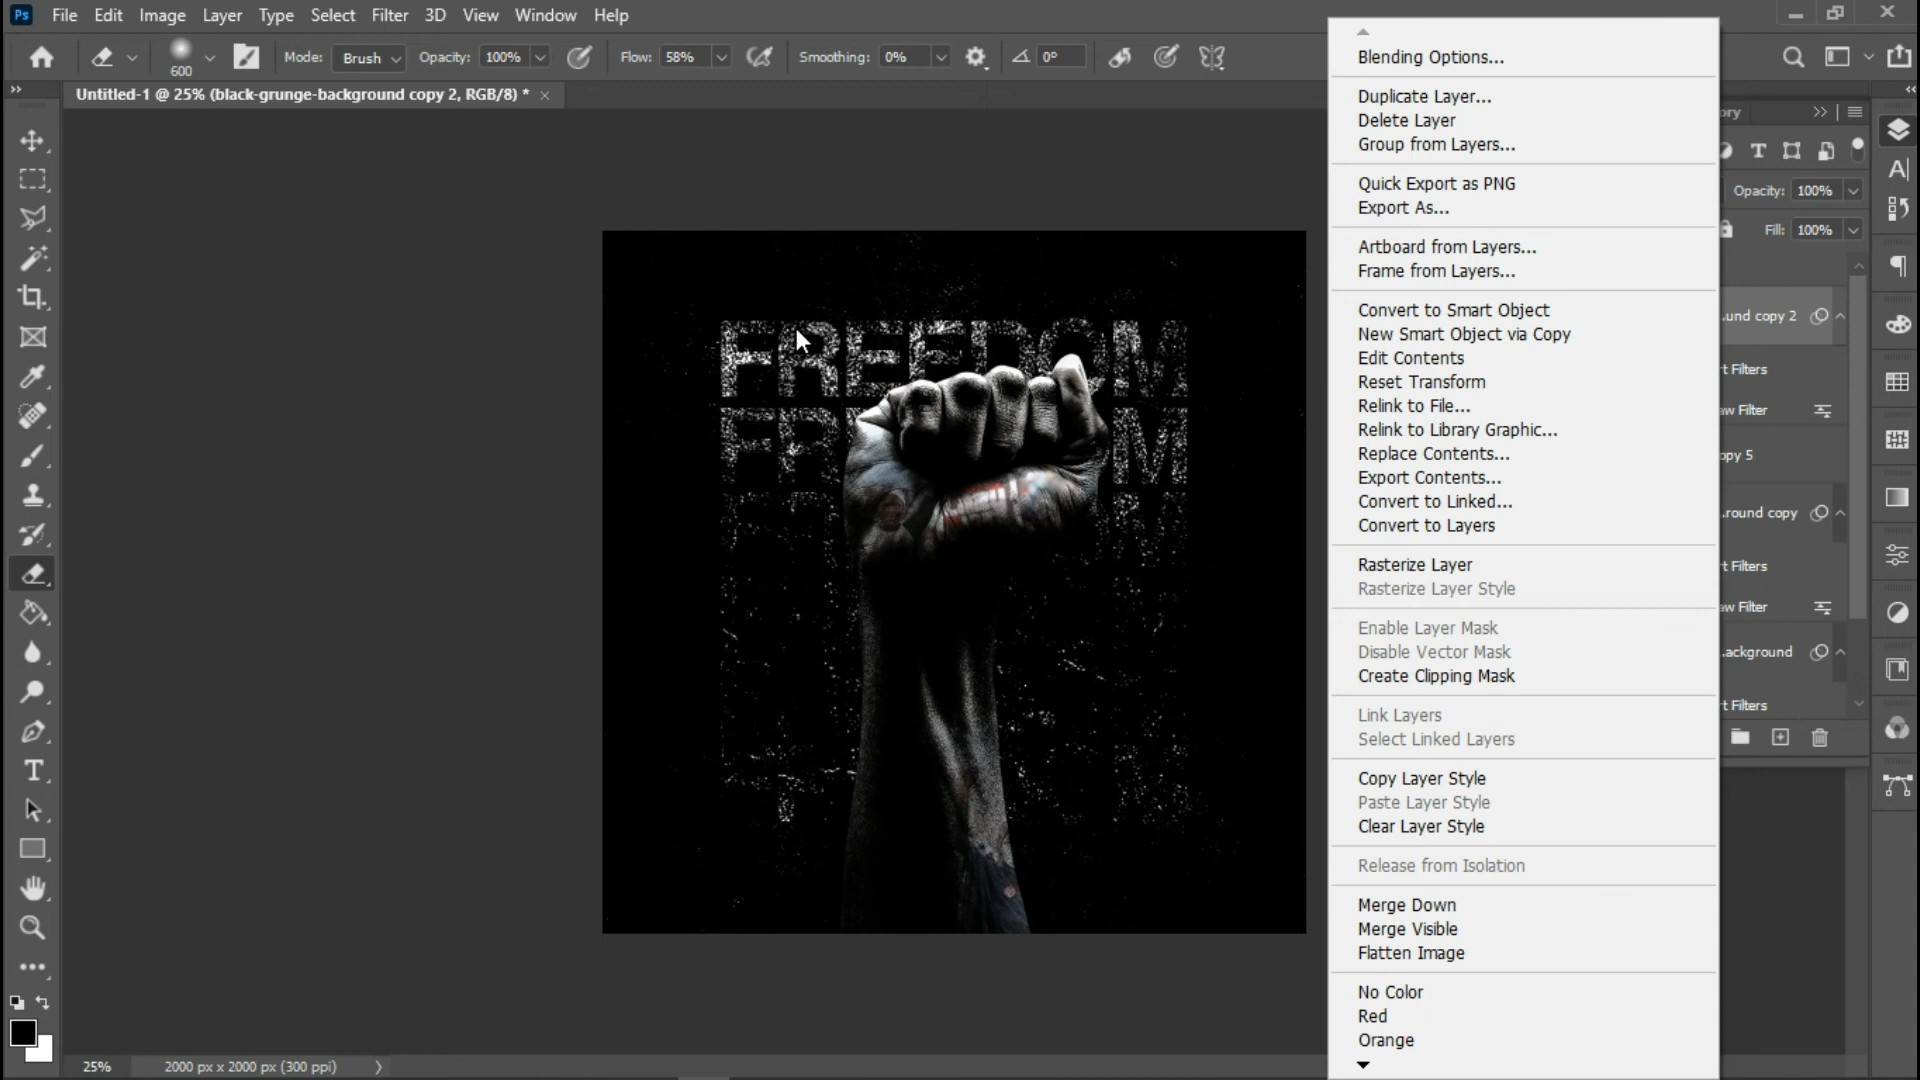 Ps File Edit Image Layer Type Select Filter 3D View Window Help
600 Mode: Brush Opacity: 100% Flow: 58% Smoothing: 0% 0°
Untitled-1 @ 25% (black-grunge-background copy 2, RGB/8) *
FREEDOM
Blending Options...
Duplicate Layer...
Delete Layer
Group from Layers...
Quick Export as PNG
Export As...
Artboard from Layers...
Frame from Layers...
Convert to Smart Object
New Smart Object via Copy
Edit Contents
Reset Transform
Relink to File...
Relink to Library Graphic...
Replace Contents...
Export Contents...
Convert to Linked...
Convert to Layers
Rasterize Layer
Rasterize Layer Style
Enable Layer Mask
Disable Vector Mask
Create Clipping Mask
Link Layers
Select Linked Layers
Copy Layer Style
Paste Layer Style
Clear Layer Style
Release from Isolation
Merge Down
Merge Visible
Flatten Image
No Color
Red
Orange
ory
Opacity: 100%
Fill: 100%
...und copy 2
t Filters
aw Filter
opy 5
...round copy
t Filters
aw Filter
...ackground
t Filters
25% 2000 px x 2000 px (300 ppi)